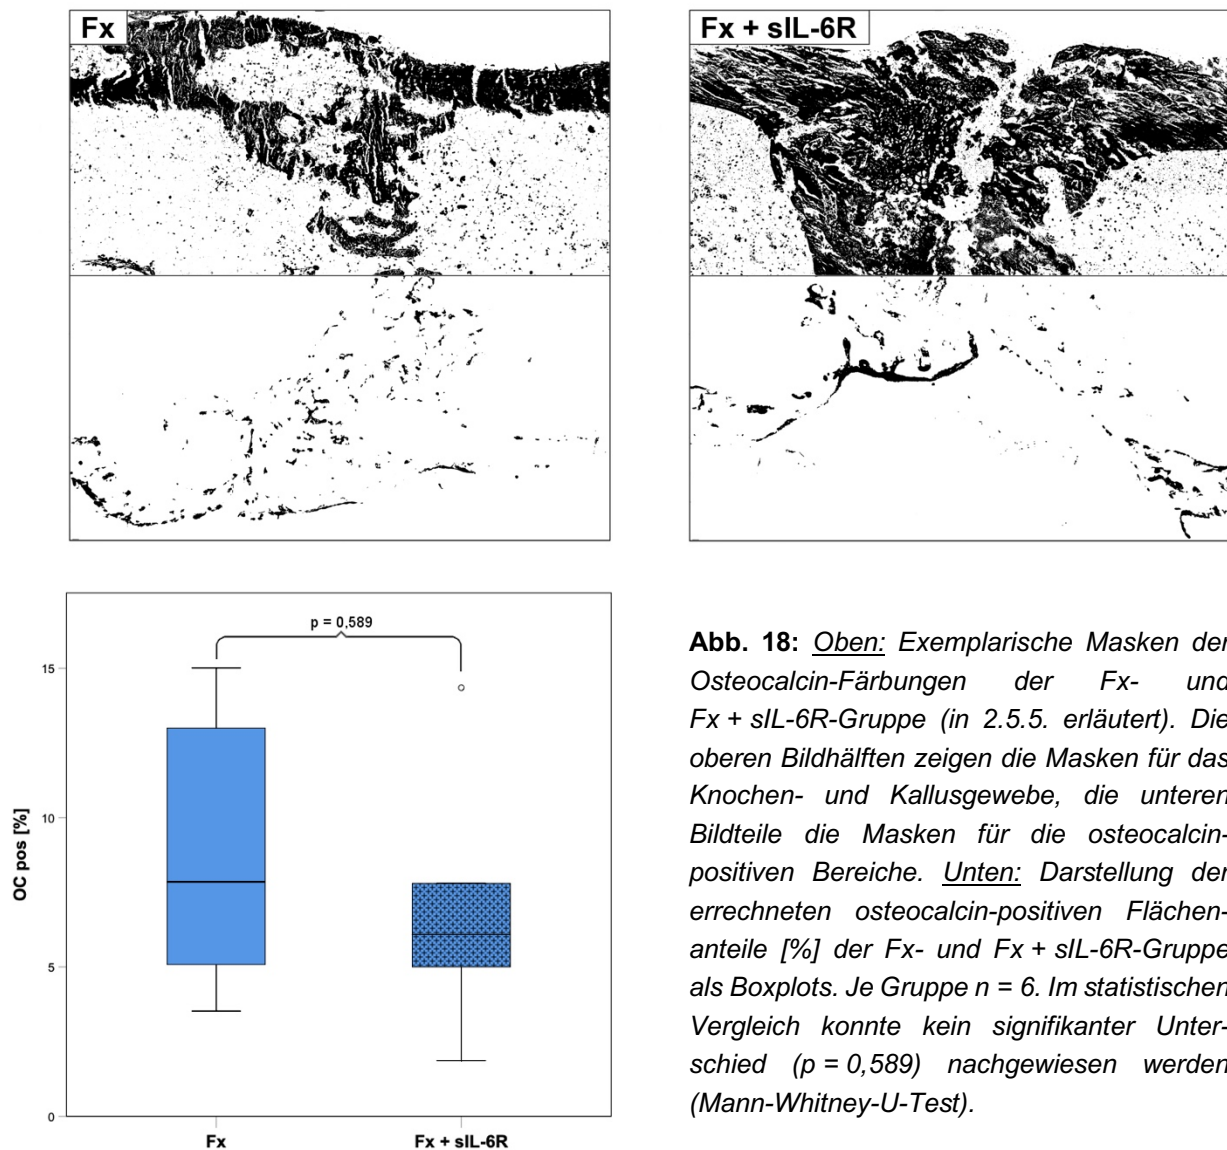 Fx
Fx + sIL-6R
p = 0,589
15
10
5
0
OC pos [%]
Fx
Fx + sIL-6R
Abb. 18: Oben: Exemplarische Masken der
Osteocalcin-Färbungen der Fx- und
Fx + sIL-6R-Gruppe (in 2.5.5. erläutert). Die
oberen Bildhälften zeigen die Masken für das
Knochen- und Kallusgewebe, die unteren
Bildteile die Masken für die osteocalcin-
positiven Bereiche. Unten: Darstellung der
errechneten osteocalcin-positiven Flächen-
anteile [%] der Fx- und Fx + sIL-6R-Gruppe
als Boxplots. Je Gruppe n = 6. Im statistischen
Vergleich konnte kein signifikanter Unter-
schied (p = 0,589) nachgewiesen werden
(Mann-Whitney-U-Test).